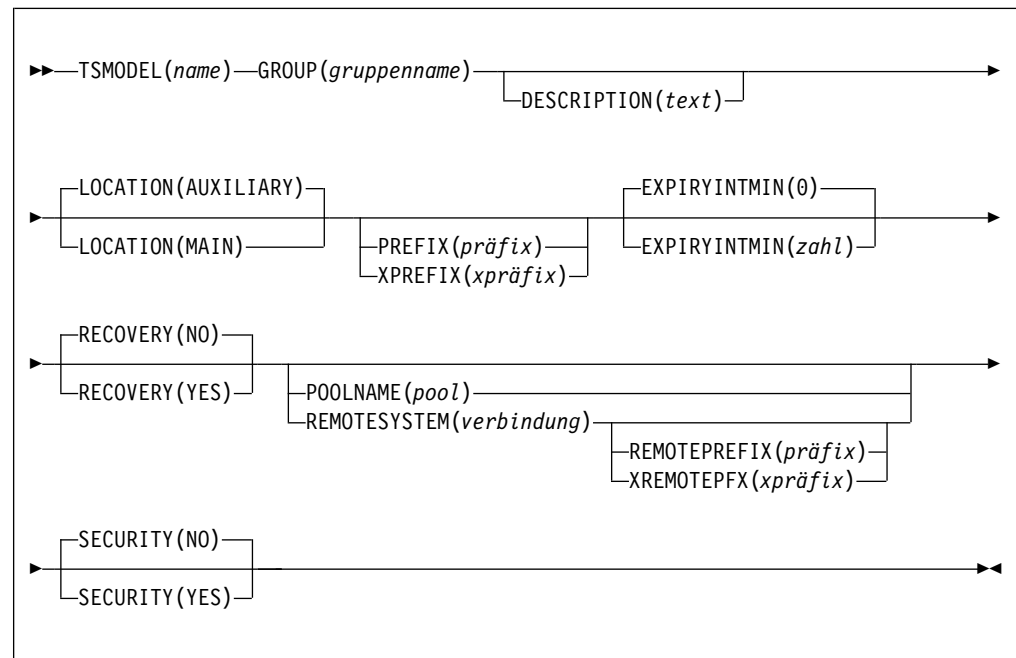 TSMODEL(name) GROUP(gruppenname)
DESCRIPTION(text)
LOCATION(AUXILIARY) EXPIRYINTMIN(0)
LOCATION(MAIN) PREFIX(präfix) EXPIRYINTMIN(zahl)
XPREFIX(xpräfix)
RECOVERY(NO)
RECOVERY(YES) POOLNAME(pool)
REMOTESYSTEM(verbindung)
REMOTEPREFIX(präfix)
XREMOTEPFX(xpräfix)
SECURITY(NO)
SECURITY(YES)